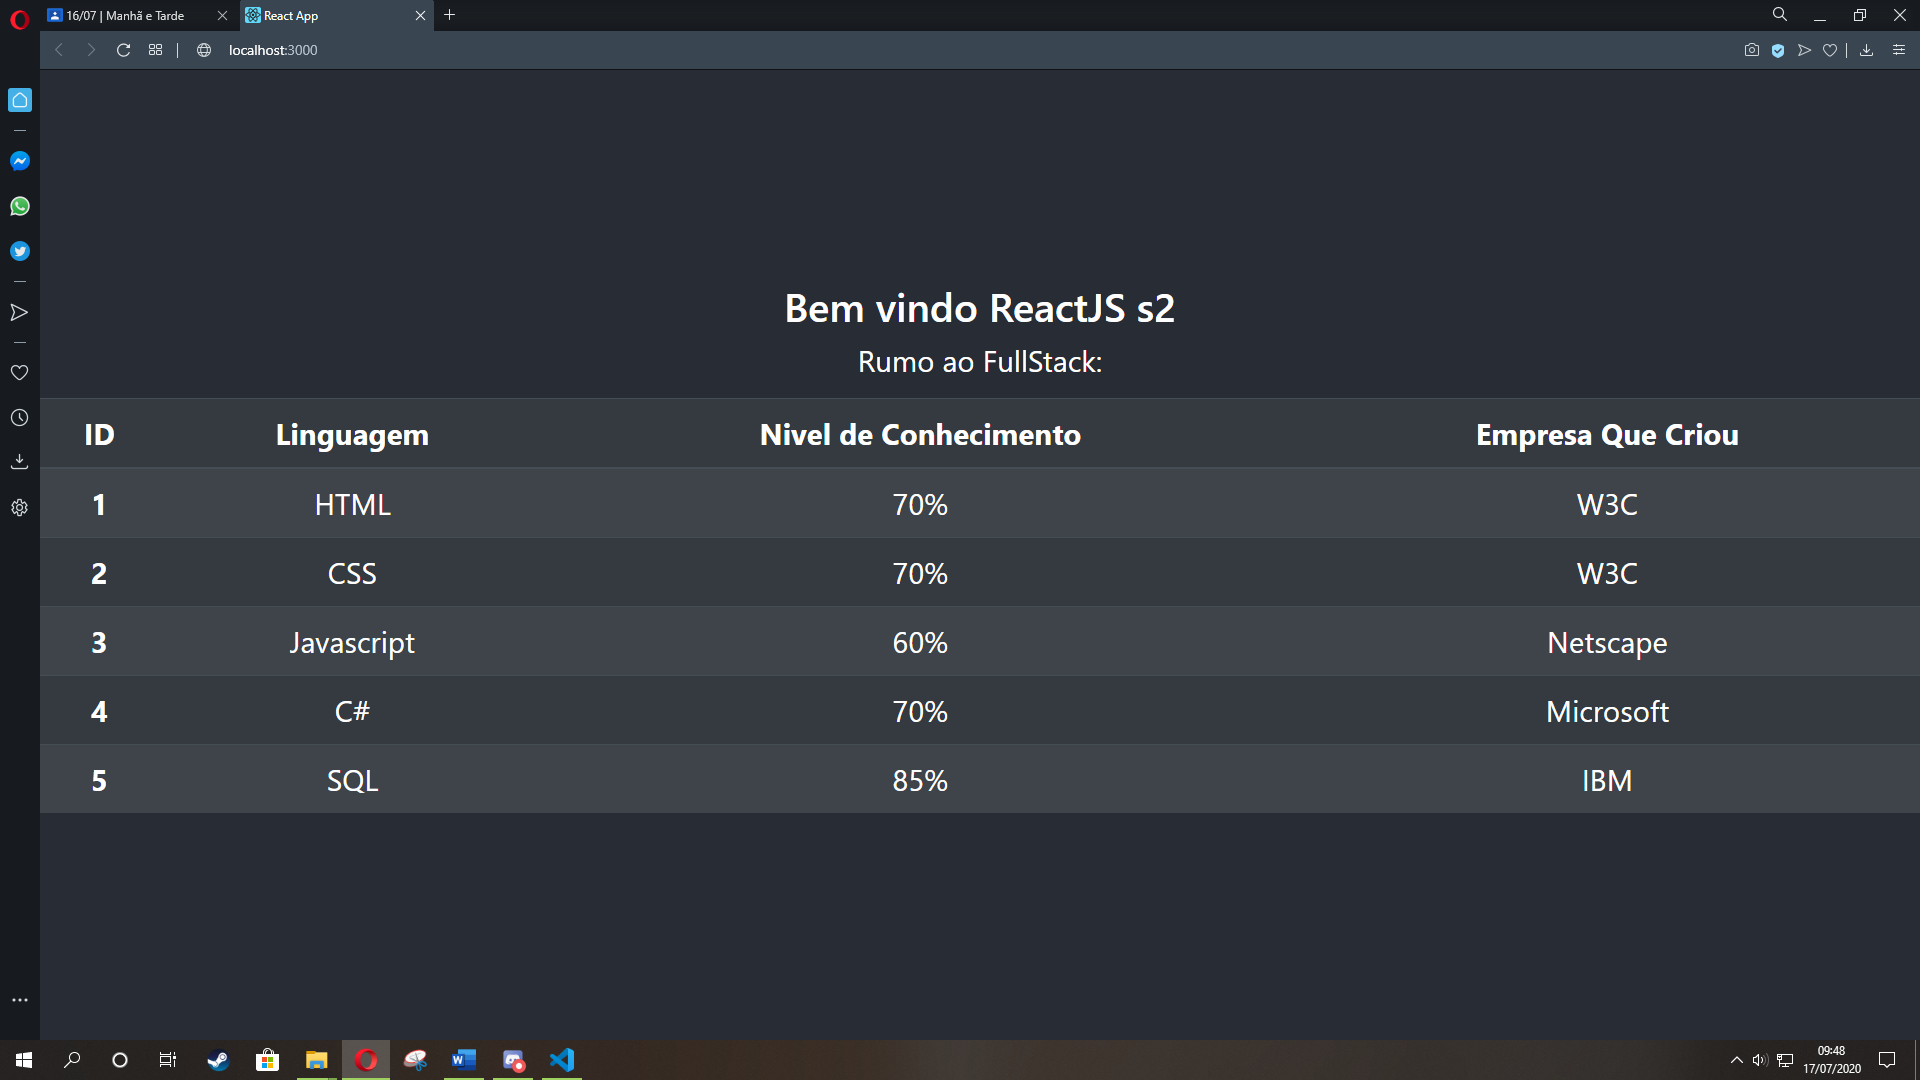 16/07 | Manhã e Tarde
React App
localhost:3000
Bem vindo ReactJS s2
Rumo ao FullStack:
ID Linguagem Nivel de Conhecimento Empresa Que Criou
1 HTML 70% W3C
2 CSS 70% W3C
3 Javascript 60% Netscape
4 C# 70% Microsoft
5 SQL 85% IBM
09:48
17/07/2020